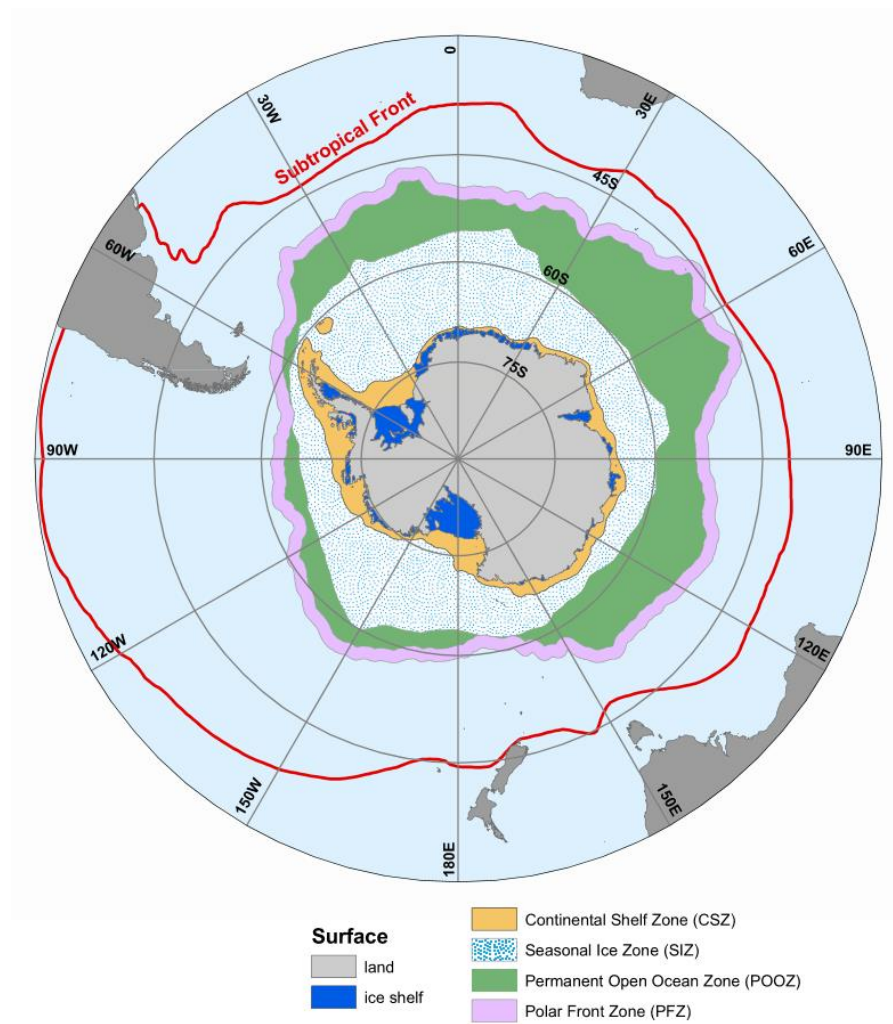 0
30W
30E
Subtropical Front
45S
60W
60E
60S
75S
90W
90E
120W
120E
150W
150E
180E
Surface
land
ice shelf
Continental Shelf Zone (CSZ)
Seasonal Ice Zone (SIZ)
Permanent Open Ocean Zone (POOZ)
Polar Front Zone (PFZ)